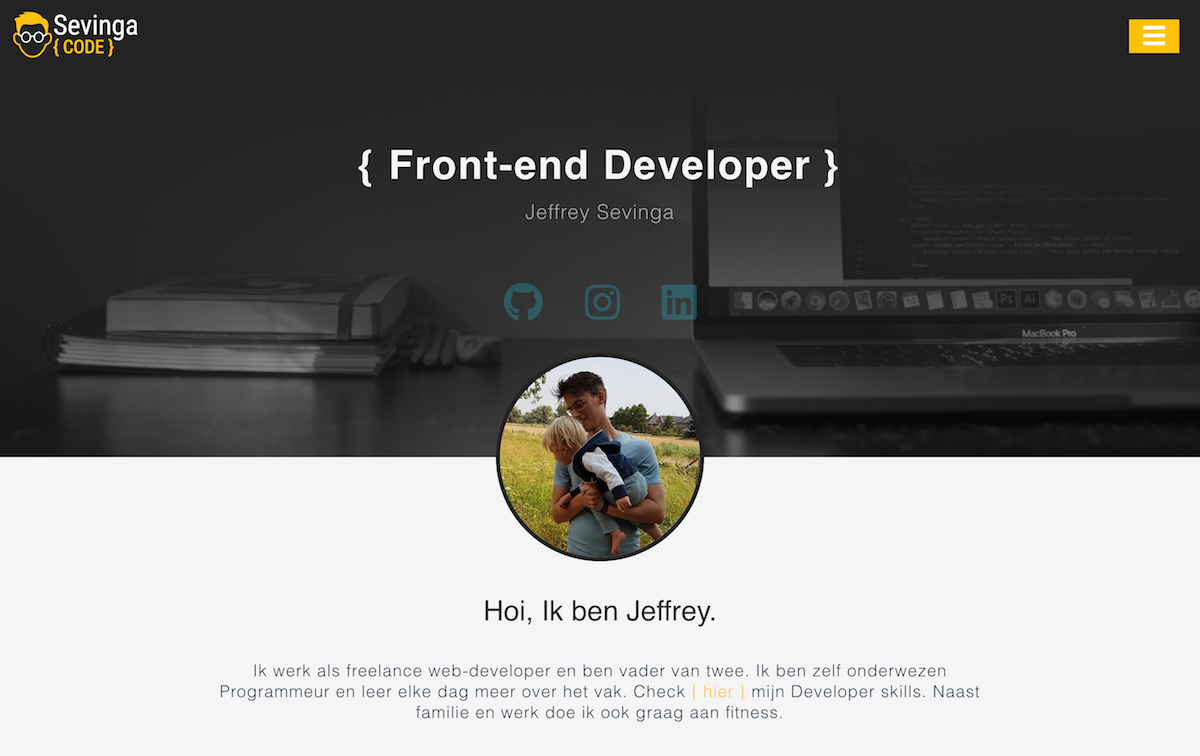 Sevinga
{ CODE }
{ Front-end Developer }
Jeffrey Sevinga
Ps Ai
MacBook Pro
Hoi, Ik ben Jeffrey.
Ik werk als freelance web-developer en ben vader van twee. Ik ben zelf onderwezen
Programmeur en leer elke dag meer over het vak. Check { hier } mijn Developer skills. Naast
familie en werk doe ik ook graag aan fitness.